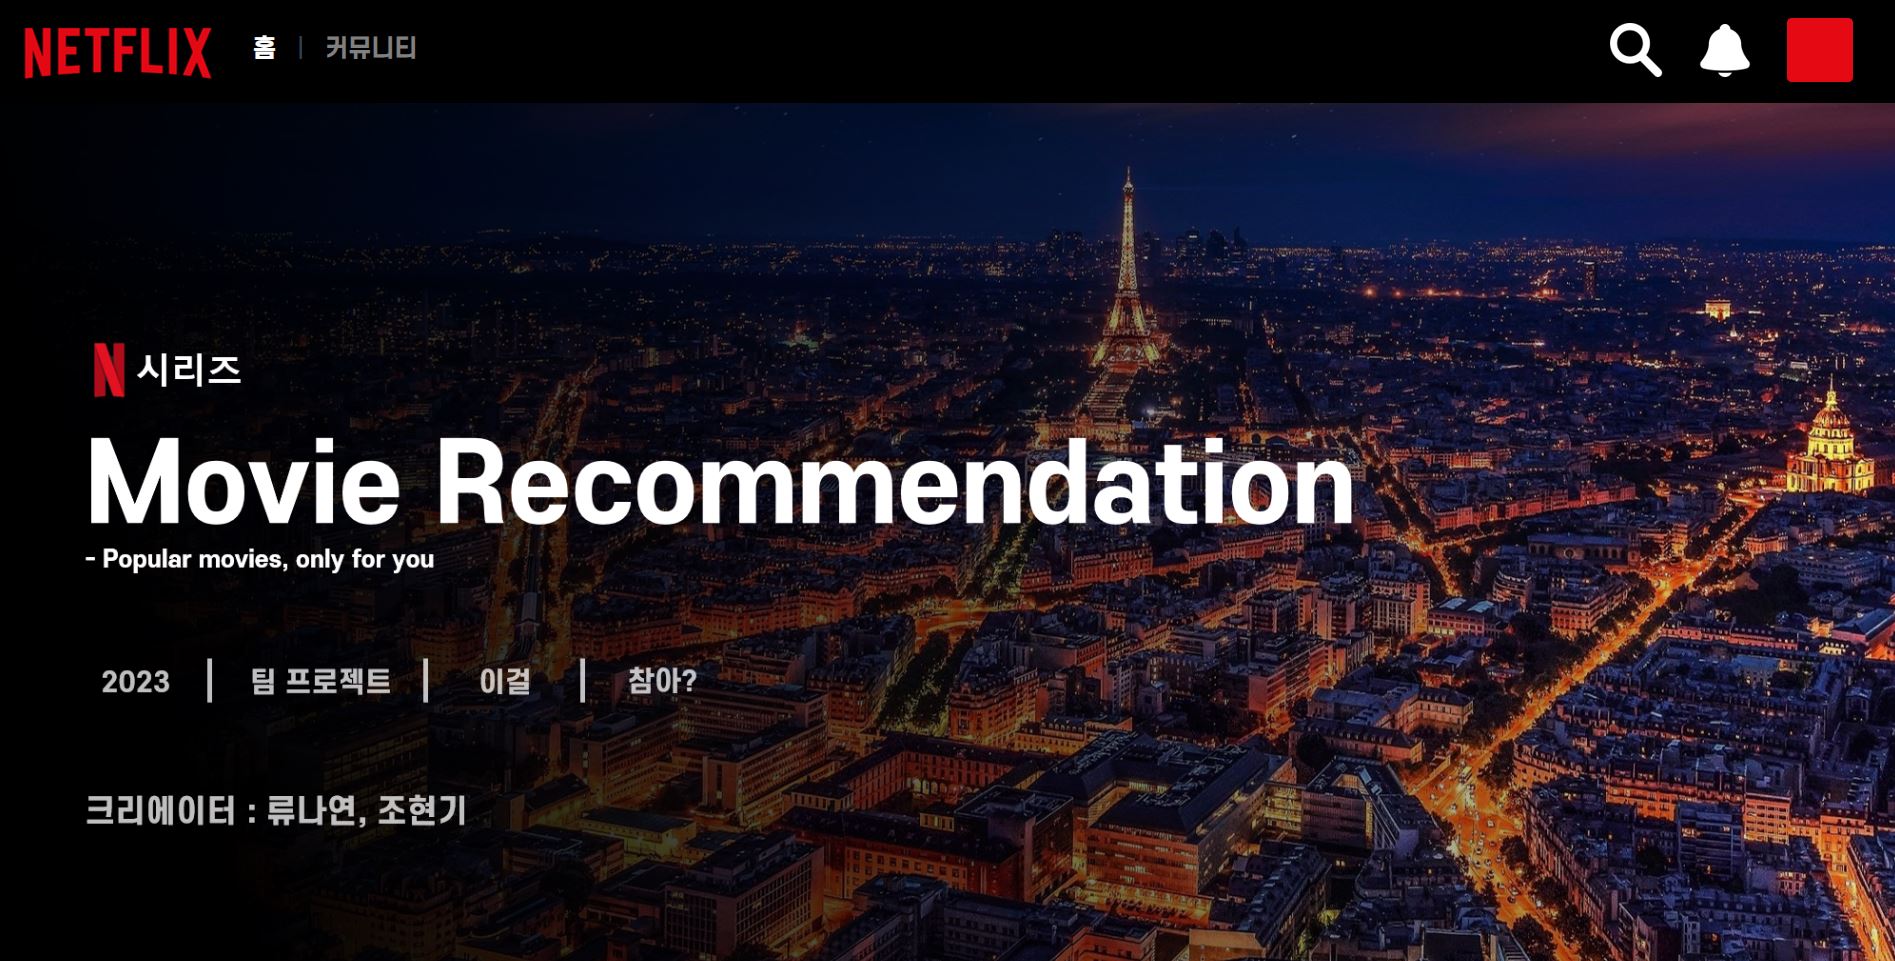 NETFLIX 홈 | 커뮤니티
N 시리즈
Movie Recommendation
- Popular movies, only for you
2023 | 팀 프로젝트 | 이걸 | 참아?
크리에이터 : 류나연, 조현기